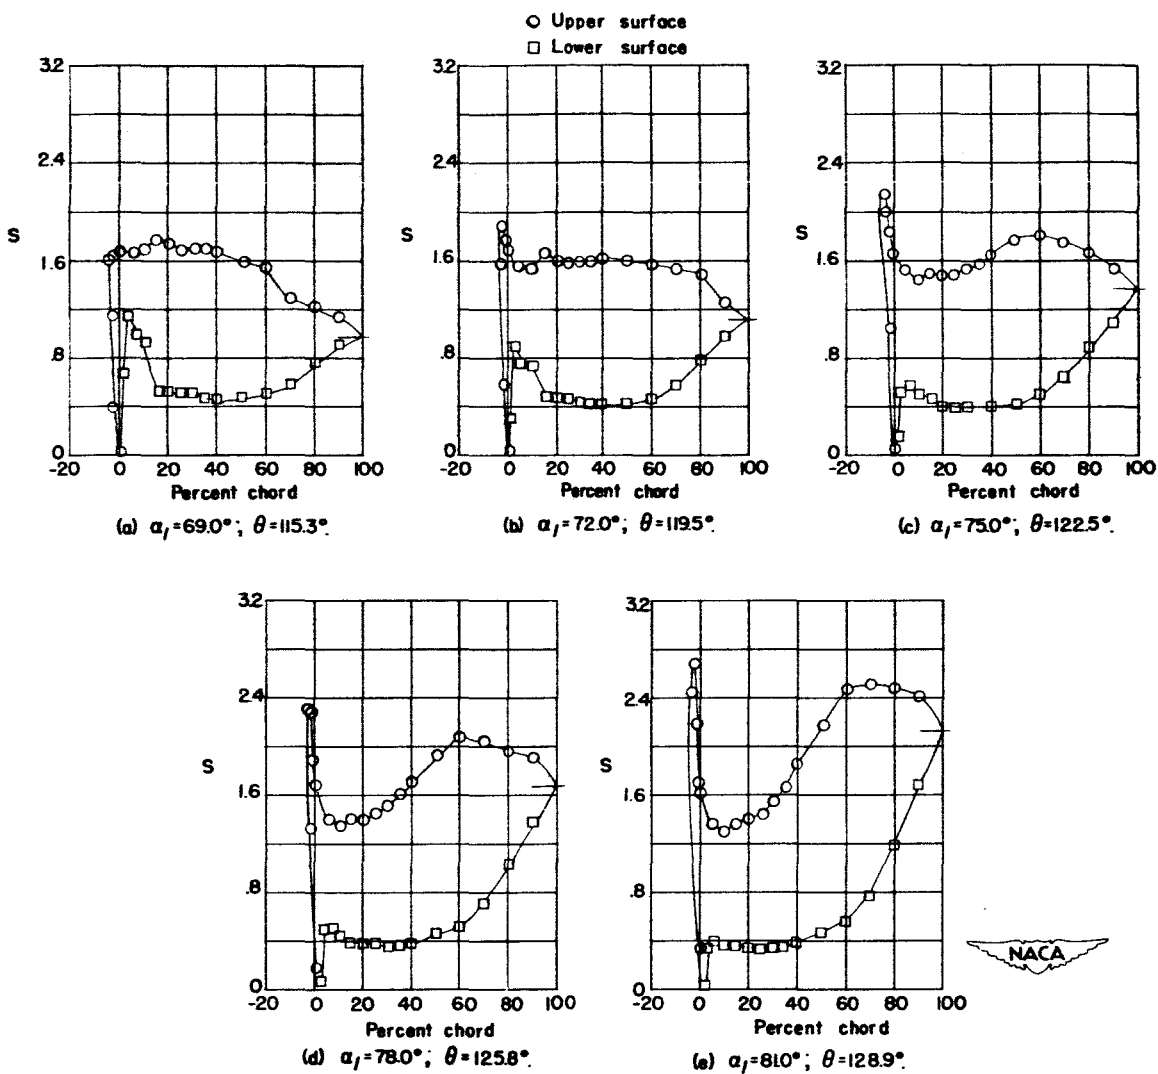 Upper surface
Lower surface
3.2
2.4
S
1.6
.8
0
-20 0 20 40 60 80 100
Percent chord
(a) α₁=69.0°; θ=115.3°.
3.2
2.4
S
1.6
.8
0
-20 0 20 40 60 80 100
Percent chord
(b) α₁=72.0°; θ=119.5°.
3.2
2.4
S
1.6
.8
0
-20 0 20 40 60 80 100
Percent chord
(c) α₁=75.0°; θ=122.5°.
3.2
2.4
S
1.6
.8
0
-20 0 20 40 60 80 100
Percent chord
(d) α₁=78.0°; θ=125.8°.
3.2
2.4
S
1.6
.8
0
-20 0 20 40 60 80 100
Percent chord
(e) α₁=81.0°; θ=128.9°.
NACA